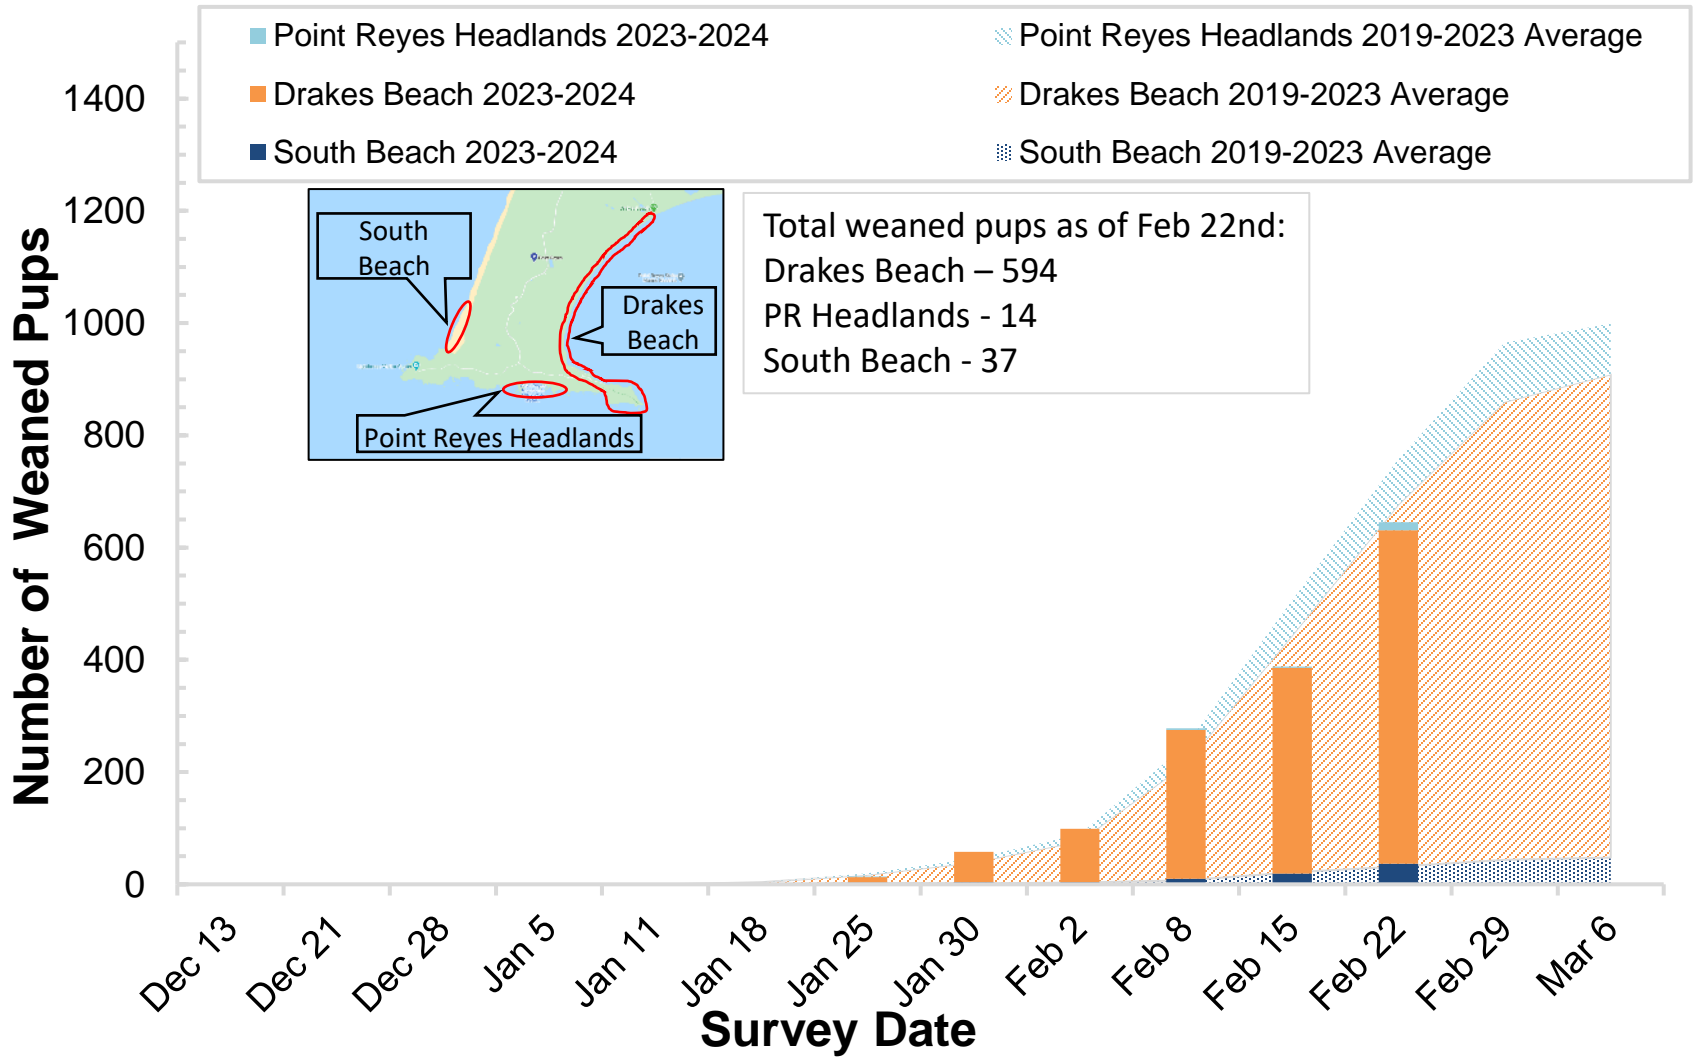 Point Reyes Headlands 2023-2024
Point Reyes Headlands 2019-2023 Average
Drakes Beach 2023-2024
Drakes Beach 2019-2023 Average
South Beach 2023-2024
South Beach 2019-2023 Average
Number of Weaned Pups
1400
1200
1000
800
600
400
200
0
South
Beach
Drakes
Beach
Point Reyes Headlands
Total weaned pups as of Feb 22nd:
Drakes Beach – 594
PR Headlands - 14
South Beach - 37
Dec 13
Dec 21
Dec 28
Jan 5
Jan 11
Jan 18
Jan 25
Jan 30
Feb 2
Feb 8
Feb 15
Feb 22
Feb 29
Mar 6
Survey Date